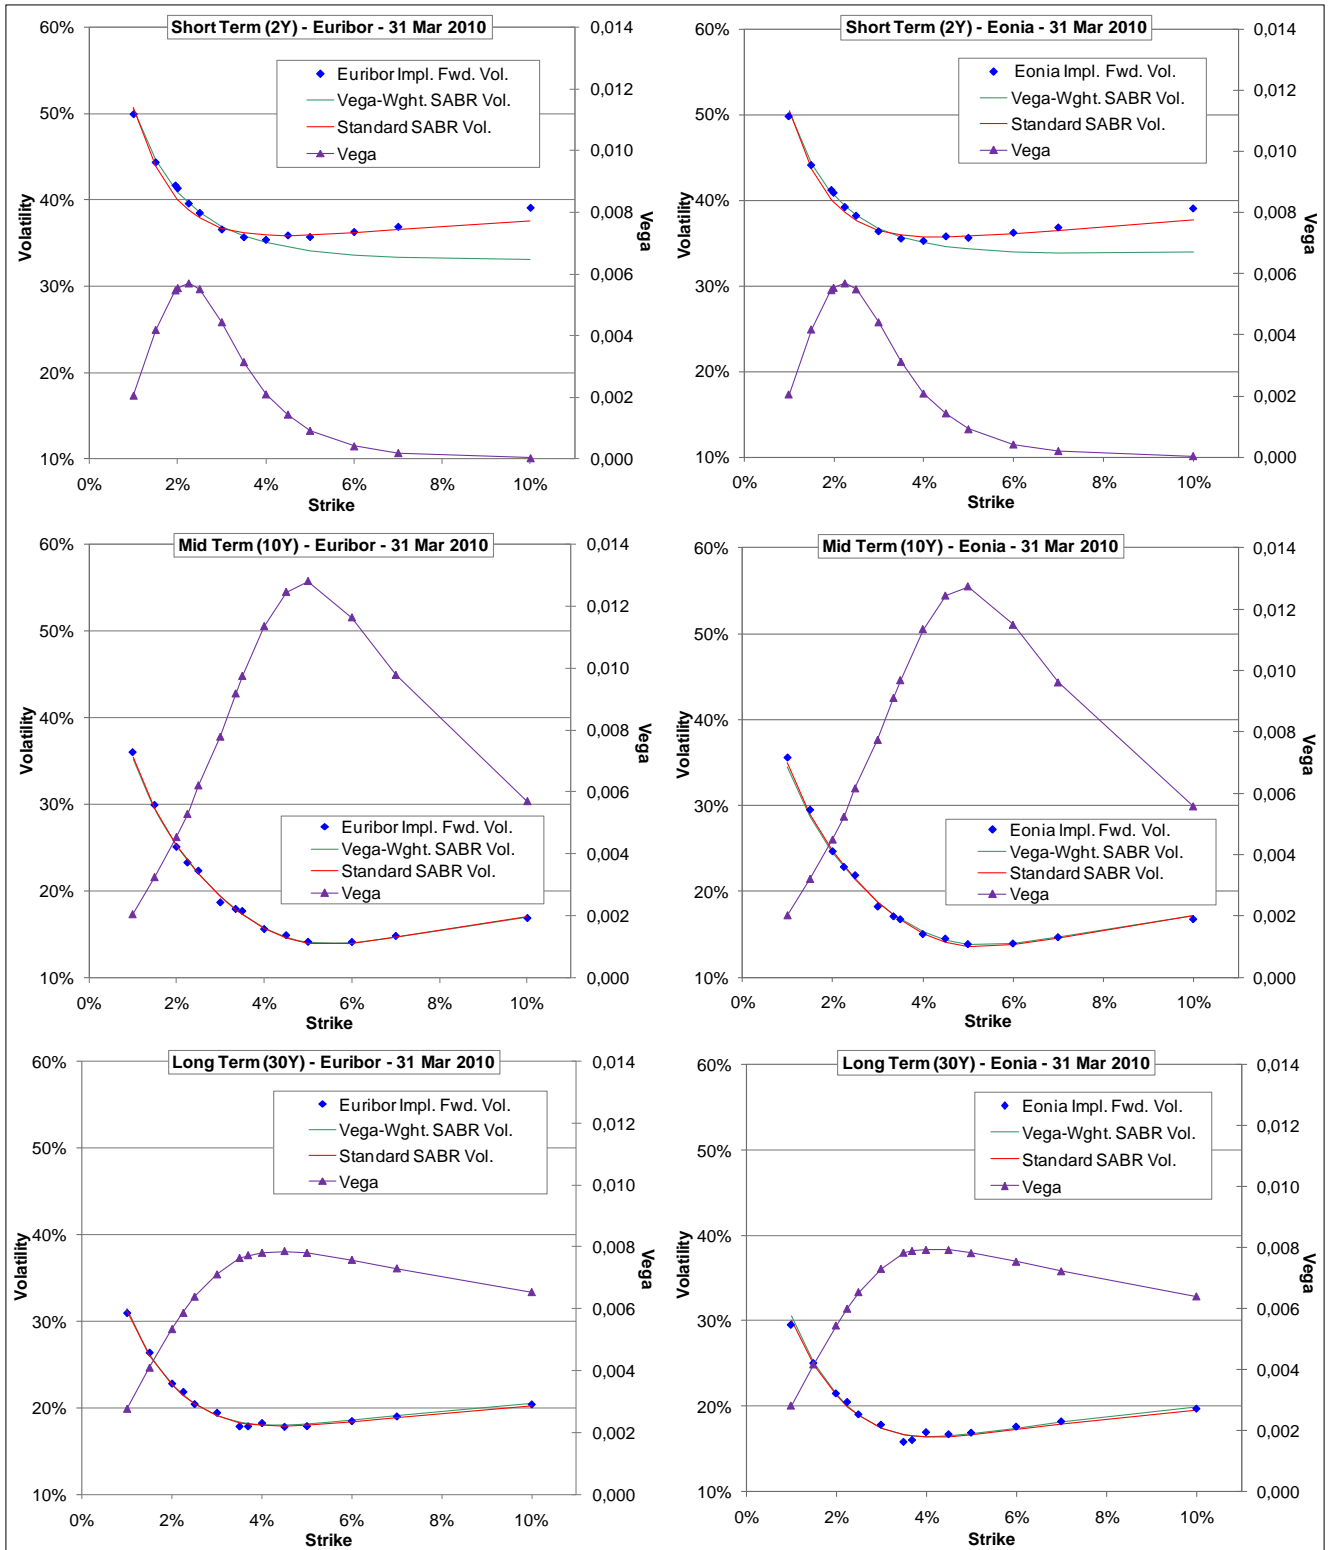 Short Term (2Y) - Euribor - 31 Mar 2010
60%
50%
40%
30%
20%
10%
Volatility
0,014
0,012
0,010
0,008
0,006
0,004
0,002
0,000
Vega
Euribor Impl. Fwd. Vol.
Vega-Wght. SABR Vol.
Standard SABR Vol.
Vega
0% 2% 4% 6% 8% 10%
Strike
Short Term (2Y) - Eonia - 31 Mar 2010
60%
50%
40%
30%
20%
10%
Volatility
0,014
0,012
0,010
0,008
0,006
0,004
0,002
0,000
Vega
Eonia Impl. Fwd. Vol.
Vega-Wght. SABR Vol.
Standard SABR Vol.
Vega
0% 2% 4% 6% 8% 10%
Strike
Mid Term (10Y) - Euribor - 31 Mar 2010
60%
50%
40%
30%
20%
10%
Volatility
0,014
0,012
0,010
0,008
0,006
0,004
0,002
0,000
Vega
Euribor Impl. Fwd. Vol.
Vega-Wght. SABR Vol.
Standard SABR Vol.
Vega
0% 2% 4% 6% 8% 10%
Strike
Mid Term (10Y) - Eonia - 31 Mar 2010
60%
50%
40%
30%
20%
10%
Volatility
0,014
0,012
0,010
0,008
0,006
0,004
0,002
0,000
Vega
Eonia Impl. Fwd. Vol.
Vega-Wght. SABR Vol.
Standard SABR Vol.
Vega
0% 2% 4% 6% 8% 10%
Strike
Long Term (30Y) - Euribor - 31 Mar 2010
60%
50%
40%
30%
20%
10%
Volatility
0,014
0,012
0,010
0,008
0,006
0,004
0,002
0,000
Vega
Euribor Impl. Fwd. Vol.
Vega-Wght. SABR Vol.
Standard SABR Vol.
Vega
0% 2% 4% 6% 8% 10%
Strike
Long Term (30Y) - Eonia - 31 Mar 2010
60%
50%
40%
30%
20%
10%
Volatility
0,014
0,012
0,010
0,008
0,006
0,004
0,002
0,000
Vega
Eonia Impl. Fwd. Vol.
Vega-Wght. SABR Vol.
Standard SABR Vol.
Vega
0% 2% 4% 6% 8% 10%
Strike